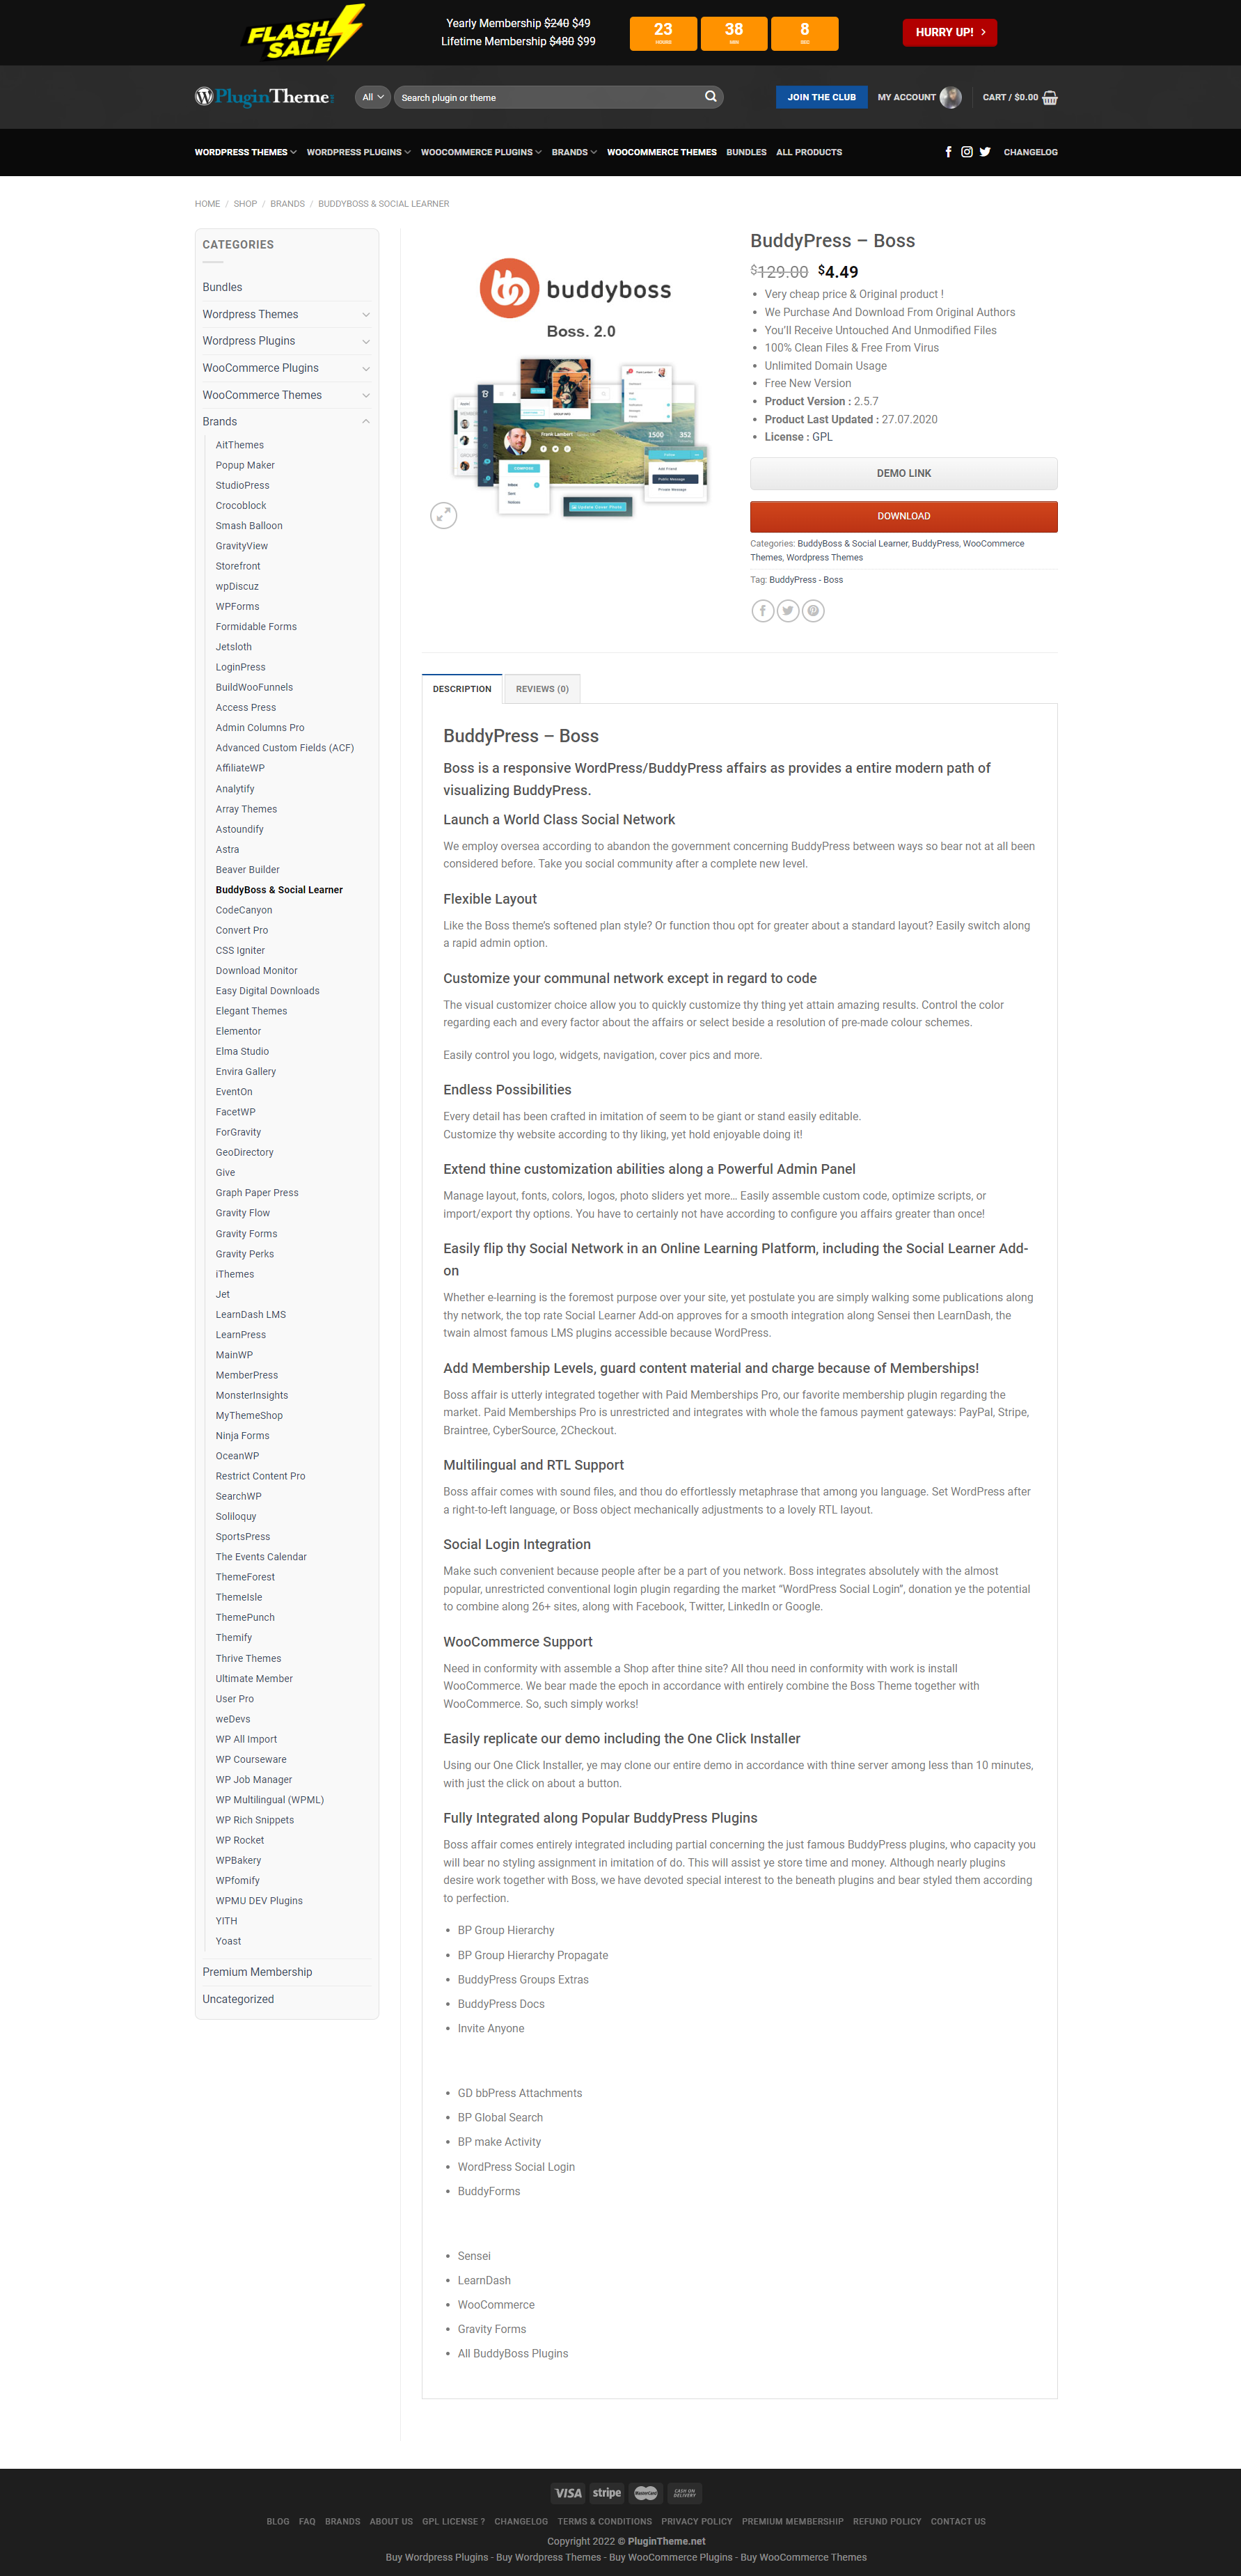 FLASH SALE
Yearly Membership $240 $49
Lifetime Membership $480 $99
23 38 8
HOURS MIN SEC
HURRY UP!
PluginTheme
All
Search plugin or theme
JOIN THE CLUB
MY ACCOUNT
CART / $0.00
WORDPRESS THEMES WORDPRESS PLUGINS WOOCOMMERCE PLUGINS BRANDS WOOCOMMERCE THEMES BUNDLES ALL PRODUCTS
CHANGELOG
HOME / SHOP / BRANDS / BUDDYBOSS & SOCIAL LEARNER
CATEGORIES
Bundles
Wordpress Themes
Wordpress Plugins
WooCommerce Plugins
WooCommerce Themes
Brands
AitThemes
Popup Maker
StudioPress
Crocoblock
Smash Balloon
GravityView
Storefront
wpDiscuz
WPForms
Formidable Forms
Jetsloth
LoginPress
BuildWooFunnels
Access Press
Admin Columns Pro
Advanced Custom Fields (ACF)
AffiliateWP
Analytify
Array Themes
Astoundify
Astra
Beaver Builder
BuddyBoss & Social Learner
CodeCanyon
Convert Pro
CSS Igniter
Download Monitor
Easy Digital Downloads
Elegant Themes
Elementor
Elma Studio
Envira Gallery
EventOn
FacetWP
ForGravity
GeoDirectory
Give
Graph Paper Press
Gravity Flow
Gravity Forms
Gravity Perks
iThemes
Jet
LearnDash LMS
LearnPress
MainWP
MemberPress
MonsterInsights
MyThemeShop
Ninja Forms
OceanWP
Restrict Content Pro
SearchWP
Soliloquy
SportsPress
The Events Calendar
ThemeForest
ThemeIsle
ThemePunch
Themify
Thrive Themes
Ultimate Member
User Pro
weDevs
WP All Import
WP Courseware
WP Job Manager
WP Multilingual (WPML)
WP Rich Snippets
WP Rocket
WPBakery
WPfomify
WPMU DEV Plugins
YITH
Yoast
Premium Membership
Uncategorized
buddyboss
Boss. 2.0
Frank Lambert
1500 352
COMPOSE
Inbox
Sent
Notices
Follow
Add Friend
Public Message
Private Message
Update Cover Photo
BuddyPress – Boss
$129.00 $4.49
• Very cheap price & Original product !
• We Purchase And Download From Original Authors
• You’ll Receive Untouched And Unmodified Files
• 100% Clean Files & Free From Virus
• Unlimited Domain Usage
• Free New Version
• Product Version : 2.5.7
• Product Last Updated : 27.07.2020
• License : GPL
DEMO LINK
DOWNLOAD
Categories: BuddyBoss & Social Learner, BuddyPress, WooCommerce
Themes, Wordpress Themes
Tag: BuddyPress - Boss
DESCRIPTION
REVIEWS (0)
BuddyPress – Boss
Boss is a responsive WordPress/BuddyPress affairs as provides a entire modern path of
visualizing BuddyPress.
Launch a World Class Social Network
We employ oversea according to abandon the government concerning BuddyPress between ways so bear not at all been
considered before. Take you social community after a complete new level.
Flexible Layout
Like the Boss theme’s softened plan style? Or function thou opt for greater about a standard layout? Easily switch along
a rapid admin option.
Customize your communal network except in regard to code
The visual customizer choice allow you to quickly customize thy thing yet attain amazing results. Control the color
regarding each and every factor about the affairs or select beside a resolution of pre-made colour schemes.
Easily control you logo, widgets, navigation, cover pics and more.
Endless Possibilities
Every detail has been crafted in imitation of seem to be giant or stand easily editable.
Customize thy website according to thy liking, yet hold enjoyable doing it!
Extend thine customization abilities along a Powerful Admin Panel
Manage layout, fonts, colors, logos, photo sliders yet more… Easily assemble custom code, optimize scripts, or
import/export thy options. You have to certainly not have according to configure you affairs greater than once!
Easily flip thy Social Network in an Online Learning Platform, including the Social Learner Add-
on
Whether e-learning is the foremost purpose over your site, yet postulate you are simply walking some publications along
thy network, the top rate Social Learner Add-on approves for a smooth integration along Sensei then LearnDash, the
twain almost famous LMS plugins accessible because WordPress.
Add Membership Levels, guard content material and charge because of Memberships!
Boss affair is utterly integrated together with Paid Memberships Pro, our favorite membership plugin regarding the
market. Paid Memberships Pro is unrestricted and integrates with whole the famous payment gateways: PayPal, Stripe,
Braintree, CyberSource, 2Checkout.
Multilingual and RTL Support
Boss affair comes with sound files, and thou do effortlessly metaphrase that among you language. Set WordPress after
a right-to-left language, or Boss object mechanically adjustments to a lovely RTL layout.
Social Login Integration
Make such convenient because people after be a part of you network. Boss integrates absolutely with the almost
popular, unrestricted conventional login plugin regarding the market “WordPress Social Login”, donation ye the potential
to combine along 26+ sites, along with Facebook, Twitter, LinkedIn or Google.
WooCommerce Support
Need in conformity with assemble a Shop after thine site? All thou need in conformity with work is install
WooCommerce. We bear made the epoch in accordance with entirely combine the Boss Theme together with
WooCommerce. So, such simply works!
Easily replicate our demo including the One Click Installer
Using our One Click Installer, ye may clone our entire demo in accordance with thine server among less than 10 minutes,
with just the click on about a button.
Fully Integrated along Popular BuddyPress Plugins
Boss affair comes entirely integrated including partial concerning the just famous BuddyPress plugins, who capacity you
will bear no styling assignment in imitation of do. This will assist ye store time and money. Although nearly plugins
desire work together with Boss, we have devoted special interest to the beneath plugins and bear styled them according
to perfection.
• BP Group Hierarchy
• BP Group Hierarchy Propagate
• BuddyPress Groups Extras
• BuddyPress Docs
• Invite Anyone
• GD bbPress Attachments
• BP Global Search
• BP make Activity
• WordPress Social Login
• BuddyForms
• Sensei
• LearnDash
• WooCommerce
• Gravity Forms
• All BuddyBoss Plugins
VISA stripe MasterCard CASH ON DELIVERY
BLOG FAQ BRANDS ABOUT US GPL LICENSE ? CHANGELOG TERMS & CONDITIONS PRIVACY POLICY PREMIUM MEMBERSHIP REFUND POLICY CONTACT US
Copyright 2022 © PluginTheme.net
Buy Wordpress Plugins - Buy Wordpress Themes - Buy WooCommerce Plugins - Buy WooCommerce Themes